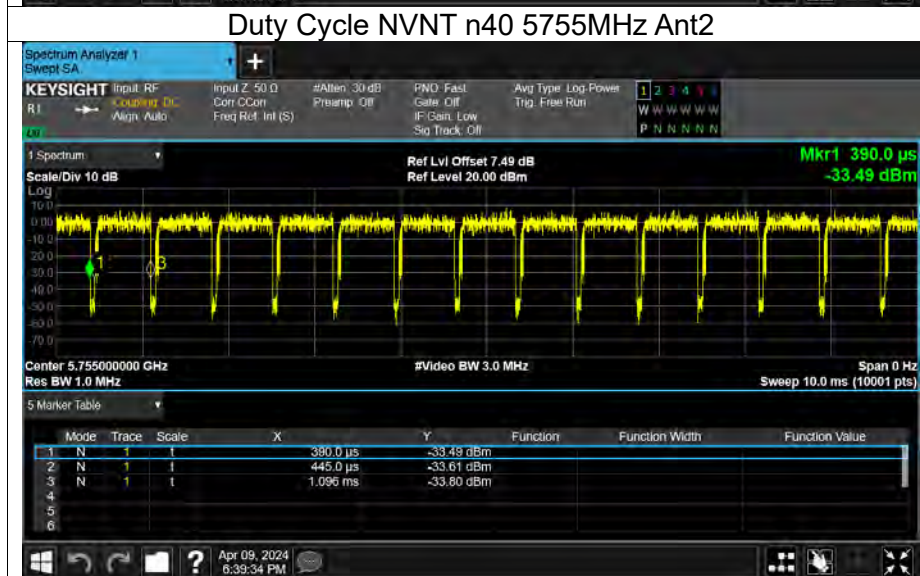 Duty Cycle NVNT n40 5755MHz Ant2
Spectrum Analyzer 1
Swept SA
+
KEYSIGHT Input: RF Input Z: 50 Ω #Atten: 30 dB PNO: Fast Avg Type: Log-Power 1 2 3 4 5 6
R L Coupling: DC Corr CCorr Preamp: Off Gate: Off Trig: Free Run W W W W W W
Align: Auto Freq Ref: Int (S) IF Gain: Low
Sig Track: Off P N N N N N
1 Spectrum
Ref Lvl Offset 7.49 dB Mkr1 390.0 µs
Scale/Div 10 dB Ref Level 20.00 dBm -33.49 dBm
Log
10.0
0.00
-10.0
-20.0
-30.0
-40.0
-50.0
-60.0
-70.0
1 3
Center 5.755000000 GHz #Video BW 3.0 MHz Span 0 Hz
Res BW 1.0 MHz Sweep 10.0 ms (10001 pts)
5 Marker Table
Mode Trace Scale X Y Function Function Width Function Value
1 N 1 t 390.0 µs -33.49 dBm
2 N 1 t 445.0 µs -33.61 dBm
3 N 1 t 1.096 ms -33.80 dBm
4
5
6
? Apr 09, 2024
6:39:34 PM